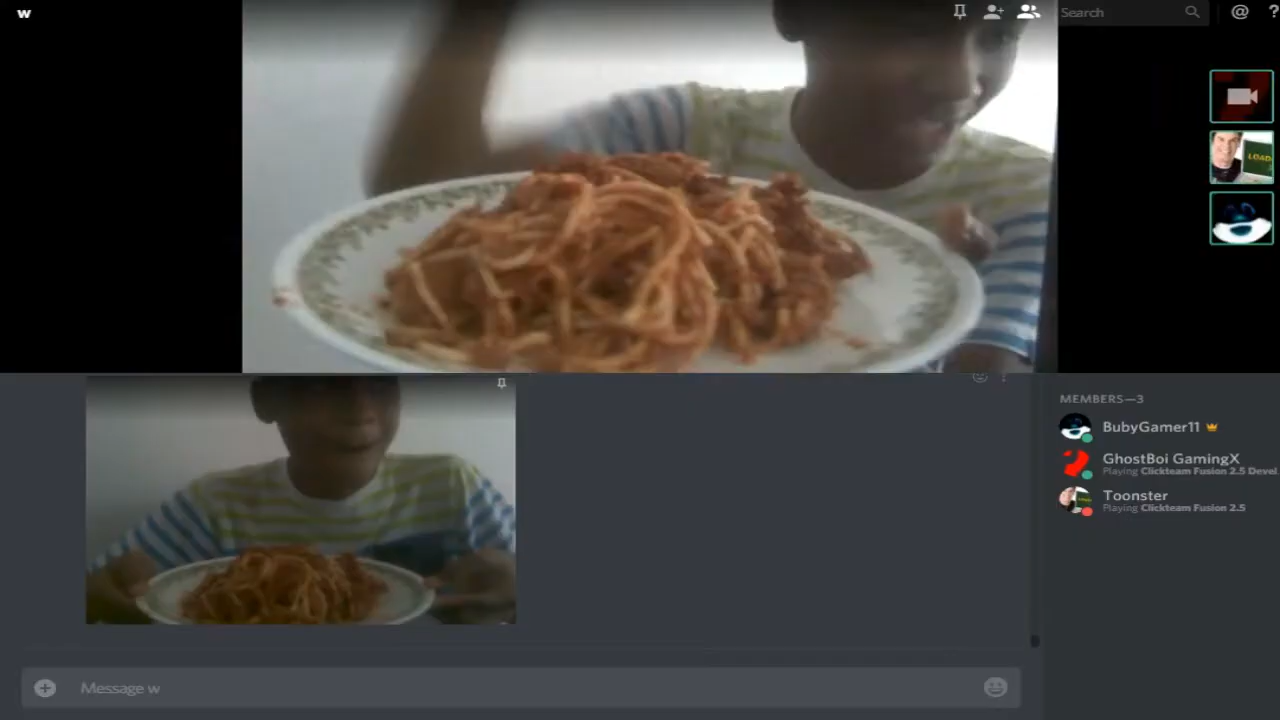 w
Search
LOAD
MEMBERS—3
BubyGamer11
GhostBoi GamingX
Playing Clickteam Fusion 2.5 Devel
Toonster
Playing Clickteam Fusion 2.5
Message w